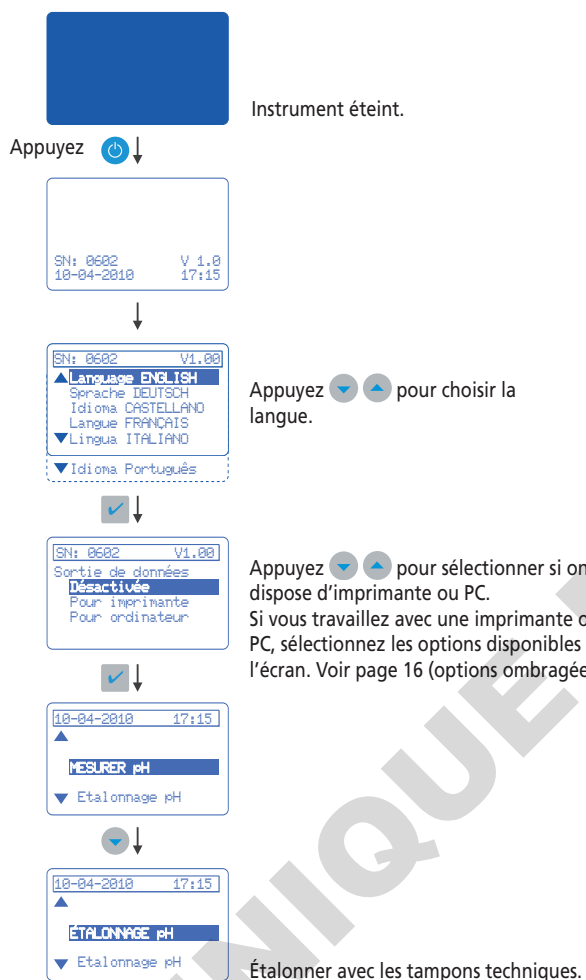 Instrument éteint.
Appuyez
SN: 0602 V 1.0
10-04-2010 17:15
SN: 0602 V1.00
Language ENGLISH
Sprache DEUTSCH
Idioma CASTELLANO
Langue FRANÇAIS
Lingua ITALIANO
Idioma Português
Appuyez pour choisir la
langue.
SN: 0602 V1.00
Sortie de données
Désactivée
Pour imprimante
Pour ordinateur
Appuyez pour sélectionner si on
dispose d'imprimante ou PC.
Si vous travaillez avec une imprimante o
PC, sélectionnez les options disponibles
l'écran. Voir page 16 (options ombragée
10-04-2010 17:15
MESURER pH
Etalonnage pH
10-04-2010 17:15
ÉTALONNAGE pH
Etalonnage pH
Étalonner avec les tampons techniques.